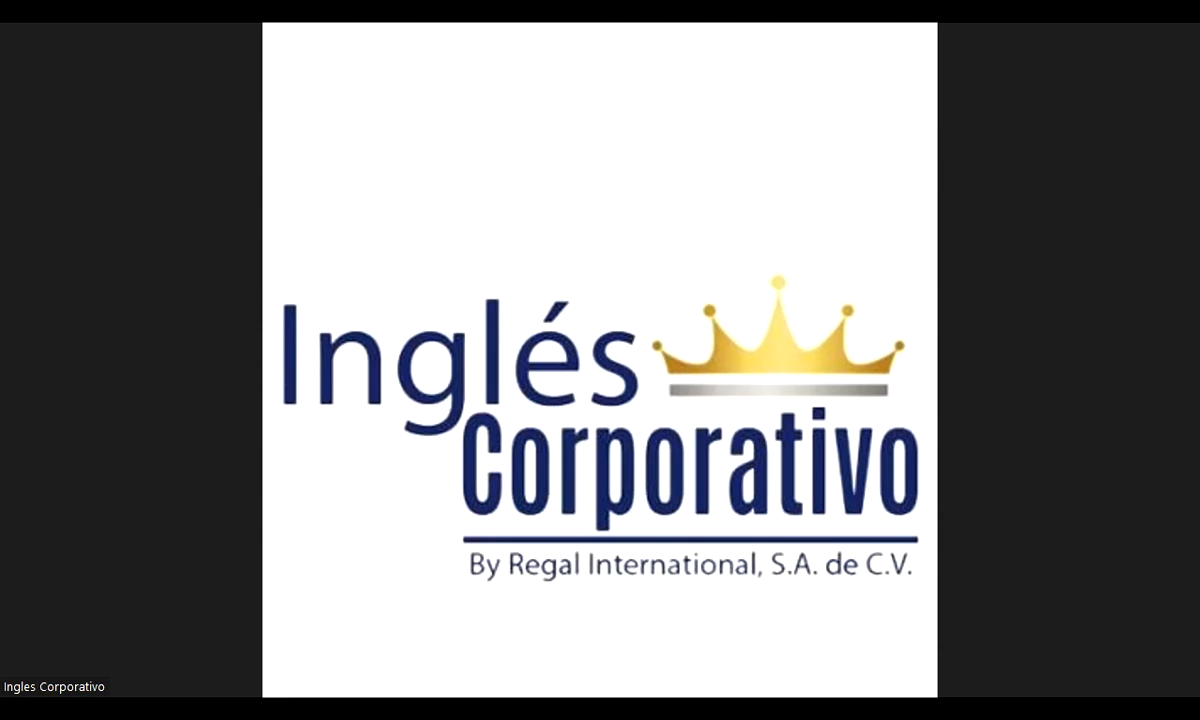 Inglés
Corporativo
By Regal International, S.A. de C.V.
Ingles Corporativo